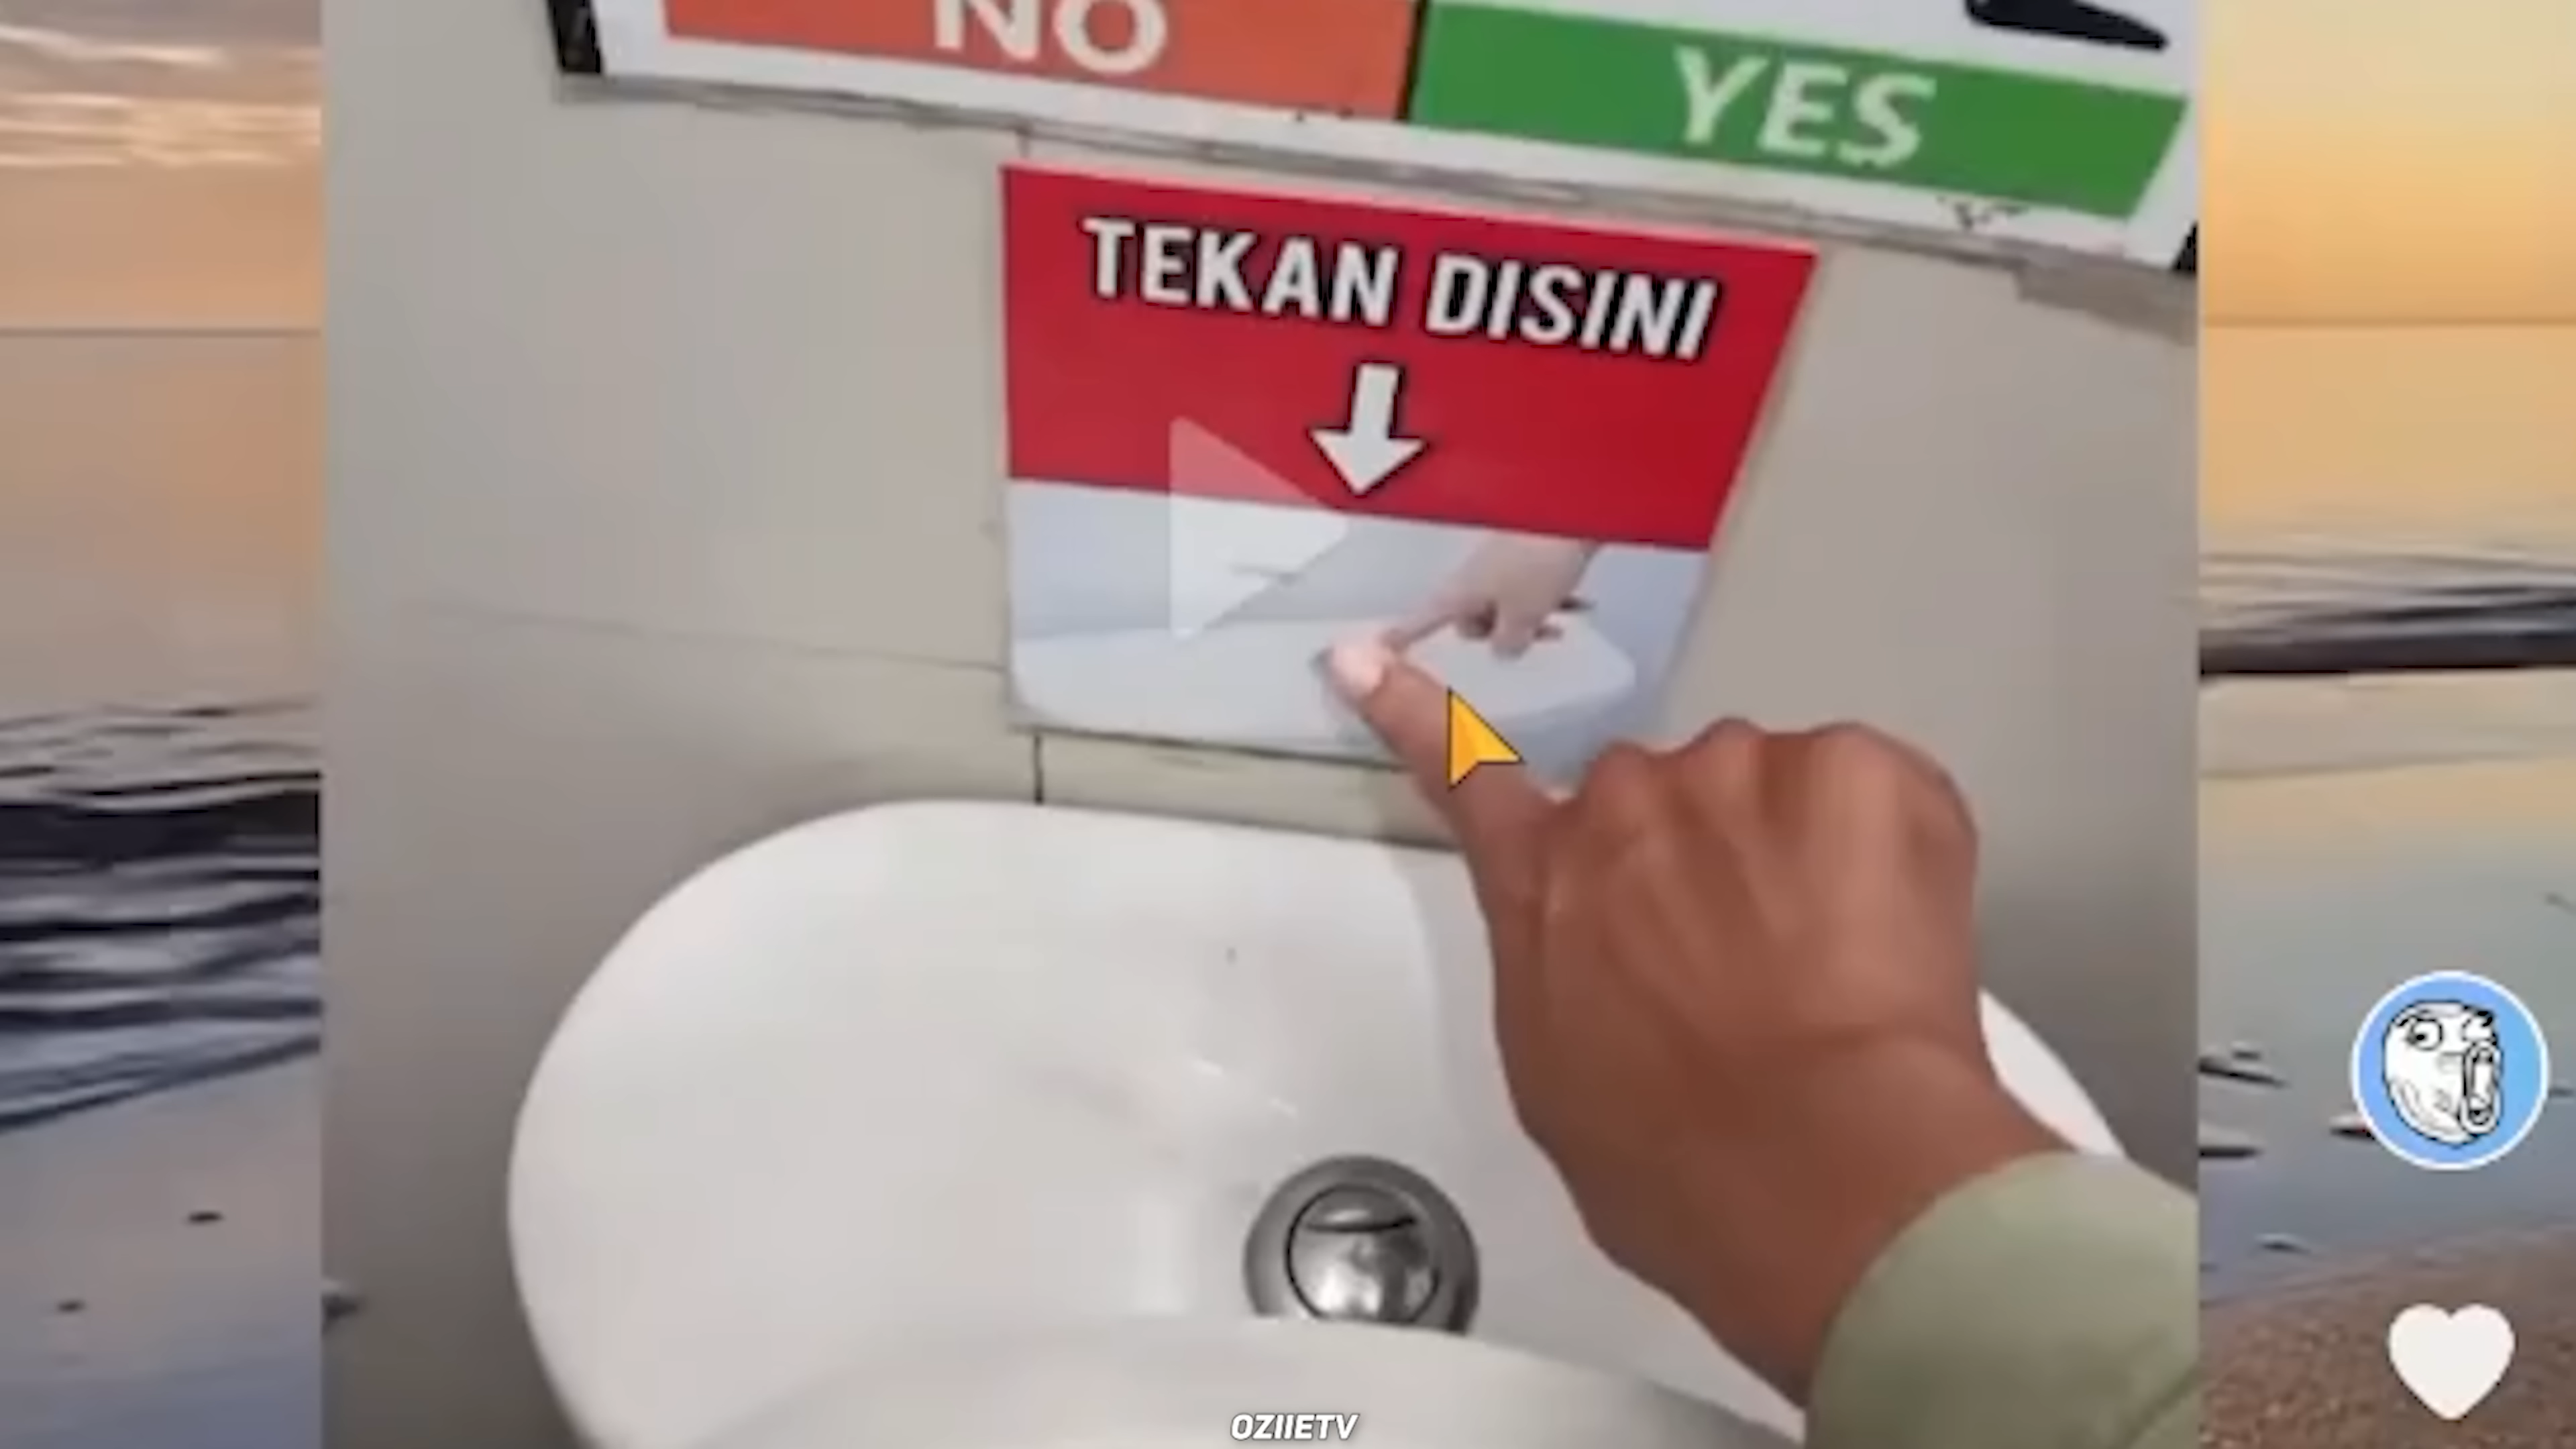 NO
YES
TEKAN DISINI
OZIIETV